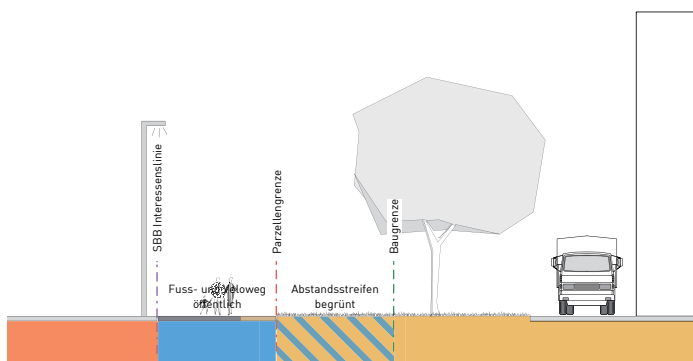 SBB Interessenslinie
Parzellengrenze
Baugrenze
Fuss- und Veloweg
öffentlich
Abstandsstreifen
begrünt